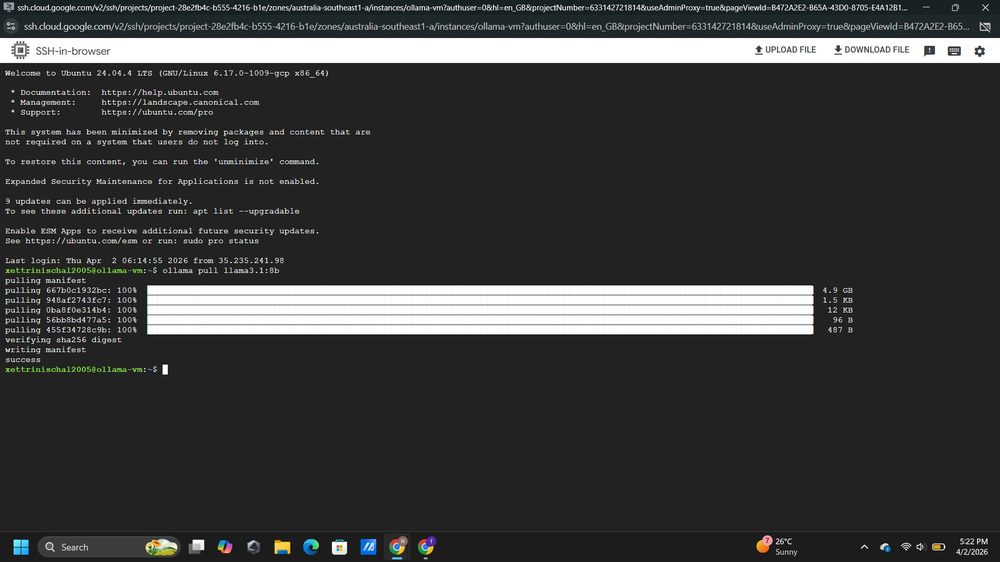 ssh.cloud.google.com/v2/ssh/projects/project-28e2fb4c-b555-4216-b1e/zones/australia-southeast1-a/instances/ollama-vm?authuser=0&hl=en_GB&projectNumber=633142721814&useAdminProxy=true&pageViewId=B472A2E2-B65A-43D0-8705-E4A12B1...
ssh.cloud.google.com/v2/ssh/projects/project-28e2fb4c-b555-4216-b1e/zones/australia-southeast1-a/instances/ollama-vm?authuser=0&hl=en_GB&projectNumber=633142721814&useAdminProxy=true&pageViewId=B472A2E2-B65...
SSH-in-browser UPLOAD FILE DOWNLOAD FILE
Welcome to Ubuntu 24.04.4 LTS (GNU/Linux 6.17.0-1009-gcp x86_64)
* Documentation: https://help.ubuntu.com
* Management: https://landscape.canonical.com
* Support: https://ubuntu.com/pro
This system has been minimized by removing packages and content that are
not required on a system that users do not log into.
To restore this content, you can run the 'unminimize' command.
Expanded Security Maintenance for Applications is not enabled.
9 updates can be applied immediately.
To see these additional updates run: apt list --upgradable
Enable ESM Apps to receive additional future security updates.
See https://ubuntu.com/esm or run: sudo pro status
Last login: Thu Apr  2 06:14:55 2026 from 35.235.241.98
xettrinischal2005@ollama-vm:~$ ollama pull llama3.1:8b
pulling manifest
pulling 667b0c1932bc: 100% 4.9 GB
pulling 948af2743fc7: 100% 1.5 KB
pulling 0ba8f0e314b4: 100% 12 KB
pulling 56bb8bd477a5: 100% 96 B
pulling 455f34728c9b: 100% 487 B
verifying sha256 digest
writing manifest
success
xettrinischal2005@ollama-vm:~$
Search N f 7 26°C 5:22 PM
Sunny 4/2/2026